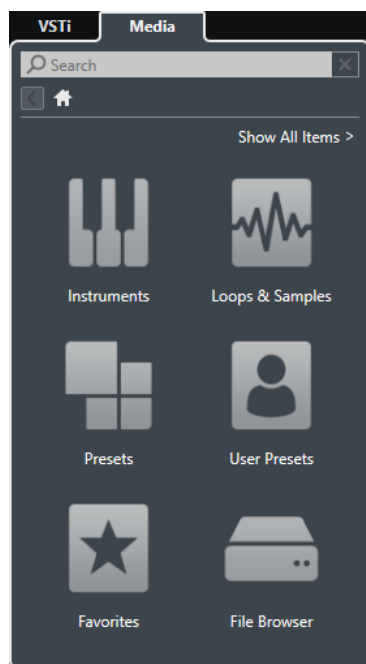 VSTi Media
Search
Show All Items >
Instruments Loops & Samples
Presets User Presets
Favorites File Browser